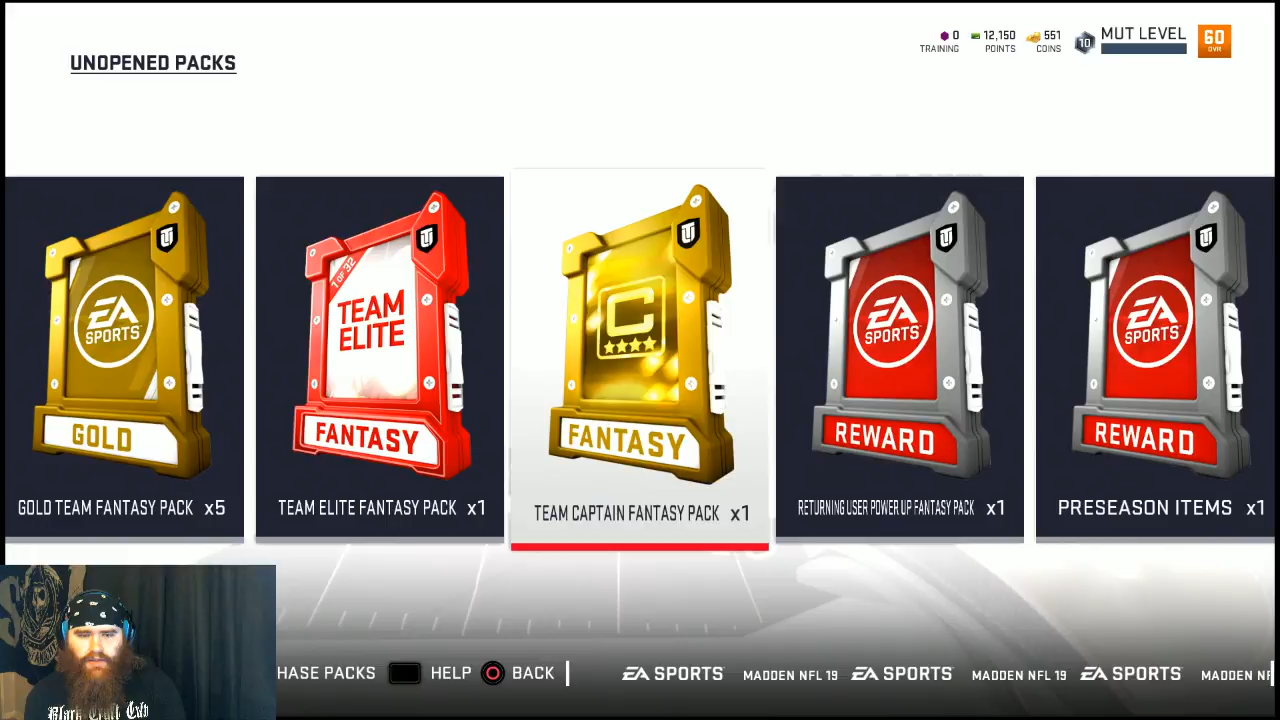 UNOPENED PACKS
0 TRAINING
12,150 POINTS
551 COINS
10
MUT LEVEL
60 OVR
EA SPORTS
GOLD
GOLD TEAM FANTASY PACK x5
1 OF 32
TEAM ELITE
FANTASY
TEAM ELITE FANTASY PACK x1
C
FANTASY
TEAM CAPTAIN FANTASY PACK x1
EA SPORTS
REWARD
RETURNING USER POWER UP FANTASY PACK x1
EA SPORTS
REWARD
PRESEASON ITEMS x1
HASE PACKS HELP BACK
EA SPORTS MADDEN NFL 19 EA SPORTS MADDEN NFL 19 EA SPORTS MADDEN NF